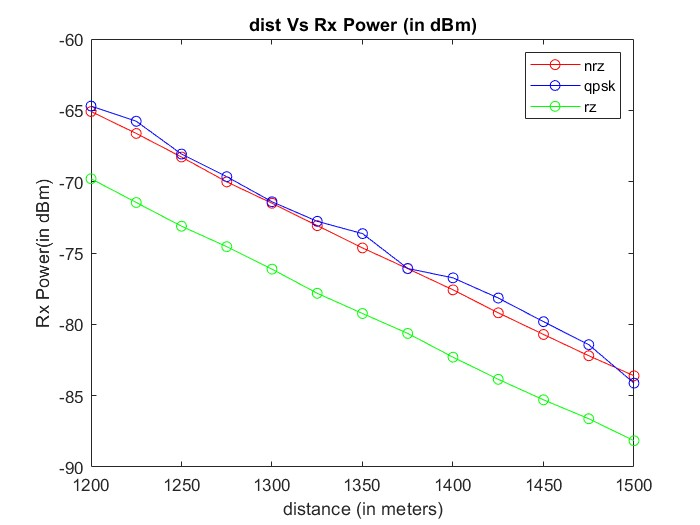 dist Vs Rx Power (in dBm)
-60
-65
-70
-75
-80
-85
-90
Rx Power(in dBm)
nrz
qpsk
rz
1200
1250
1300
1350
1400
1450
1500
distance (in meters)